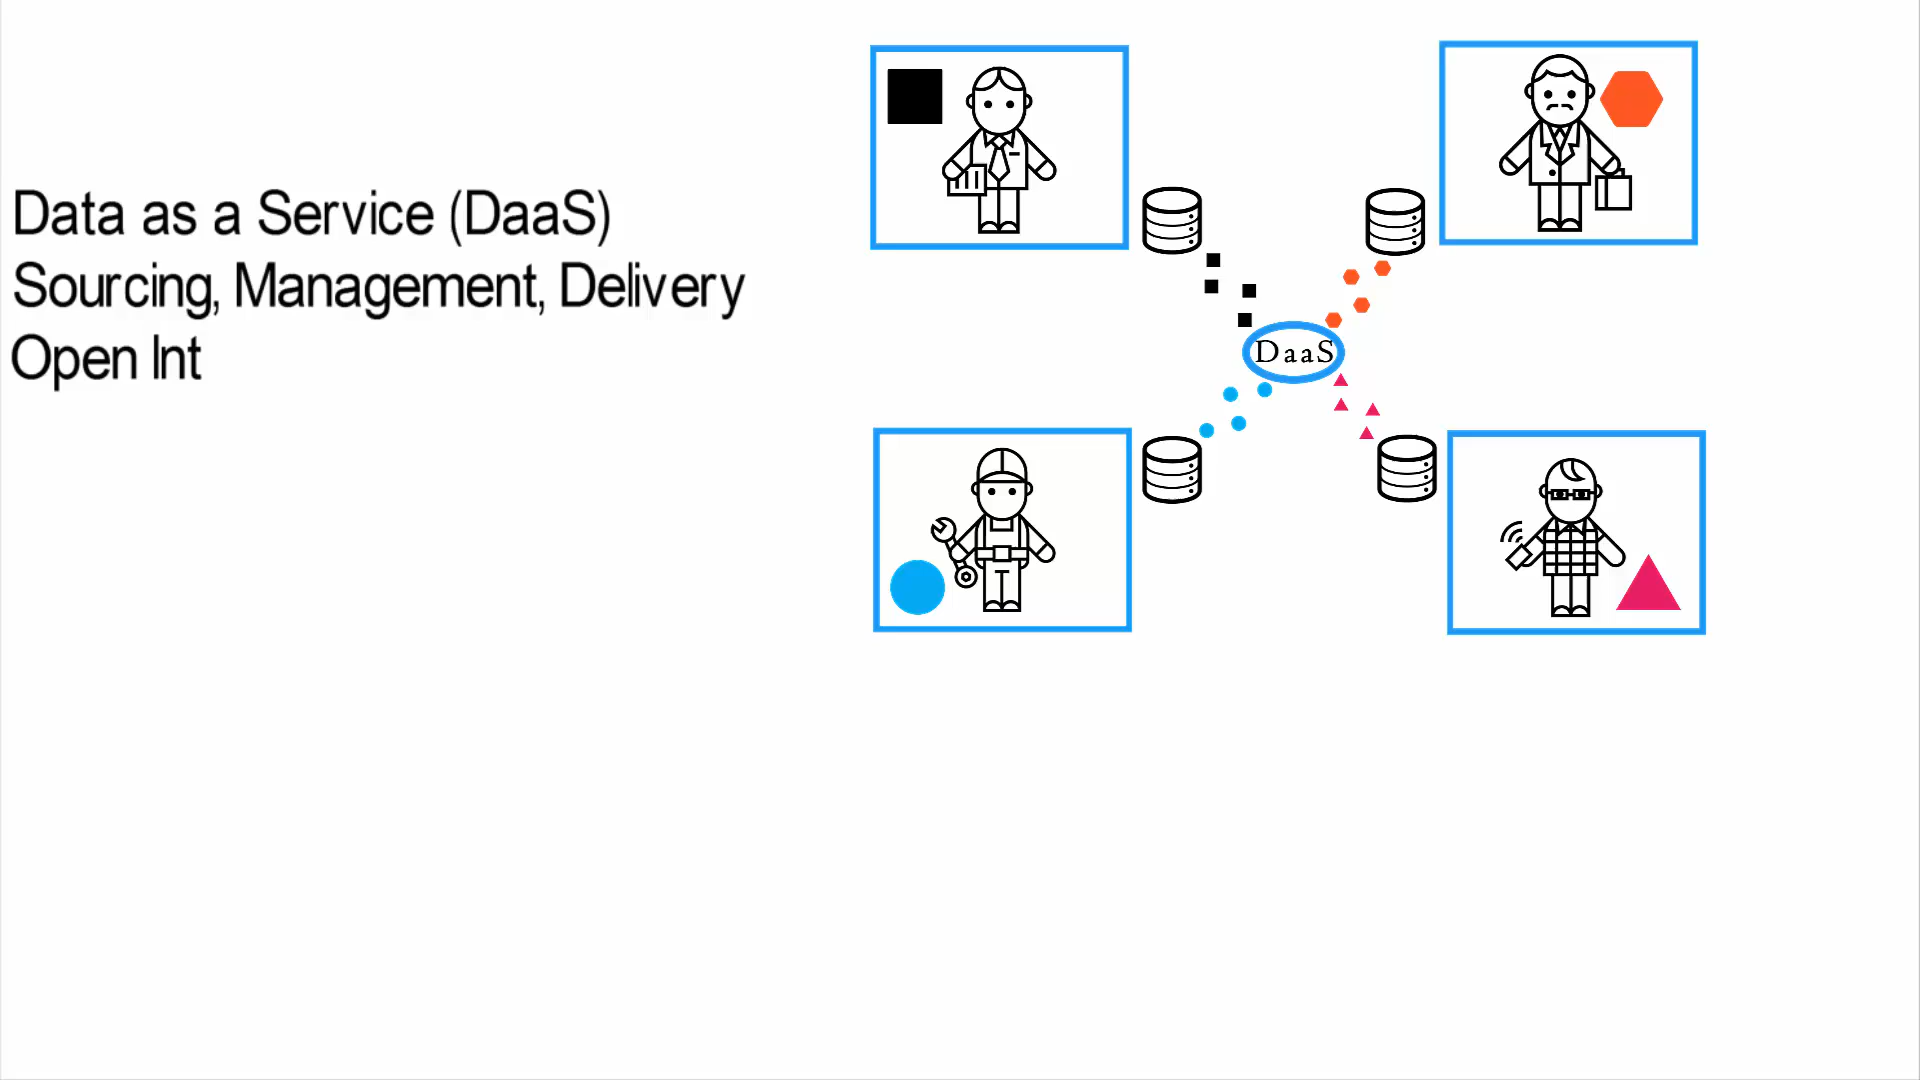 Data as a Service (DaaS)
Sourcing, Management, Delivery
Open Int
DaaS